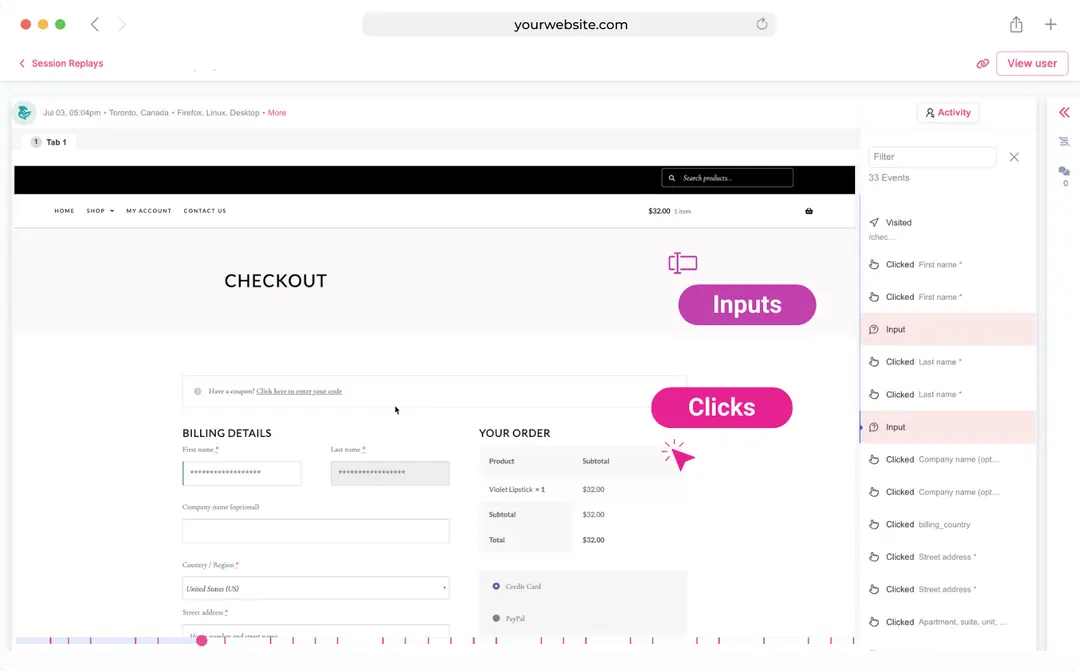 yourwebsite.com
Session Replays
View user
Jul 03, 05:04pm • Toronto, Canada • Firefox, Linux, Desktop • More
1 Tab 1
Search products...
HOME SHOP MY ACCOUNT CONTACT US
$32.00 1 item
CHECKOUT
Inputs
Have a coupon? Click here to enter your code
Clicks
BILLING DETAILS
First name *
Last name *
******************
*****************
Company name (optional)
Country / Region *
United States (US)
Street address *
House number and street name
YOUR ORDER
Product Subtotal
Violet Lipstick × 1 $32.00
Subtotal $32.00
Total $32.00
Credit Card
PayPal
Activity
Filter
33 Events
Visited
/chec...
Clicked First name *
Clicked First name *
Input
Clicked Last name *
Clicked Last name *
Input
Clicked Company name (opt...
Clicked Company name (opt...
Clicked billing_country
Clicked Street address *
Clicked Street address *
Clicked Apartment, suite, unit, ...
0